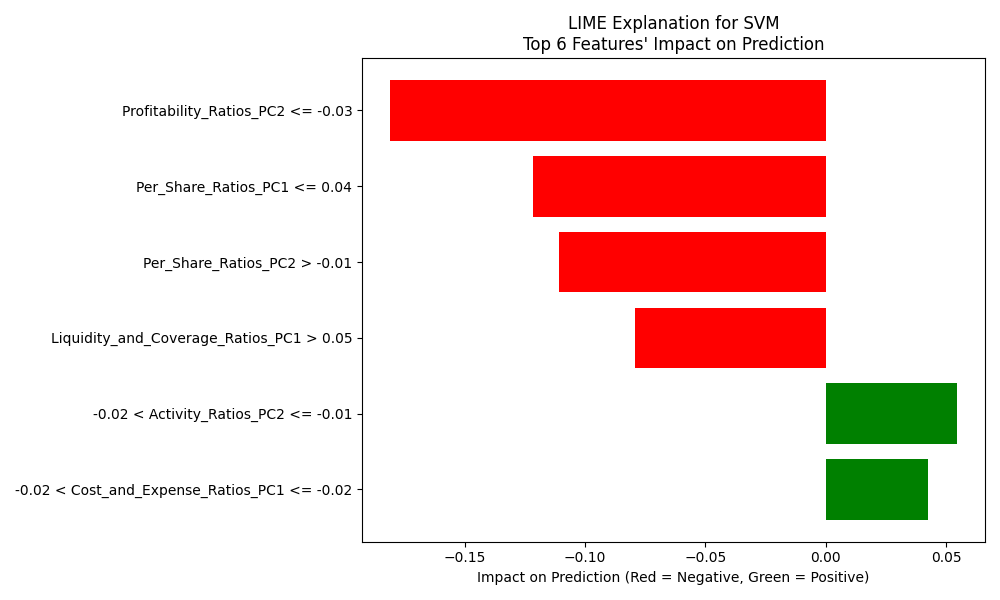 LIME Explanation for SVM
Top 6 Features' Impact on Prediction
Profitability_Ratios_PC2 <= -0.03
Per_Share_Ratios_PC1 <= 0.04
Per_Share_Ratios_PC2 > -0.01
Liquidity_and_Coverage_Ratios_PC1 > 0.05
-0.02 < Activity_Ratios_PC2 <= -0.01
-0.02 < Cost_and_Expense_Ratios_PC1 <= -0.02
−0.15 −0.10 −0.05 0.00 0.05
Impact on Prediction (Red = Negative, Green = Positive)